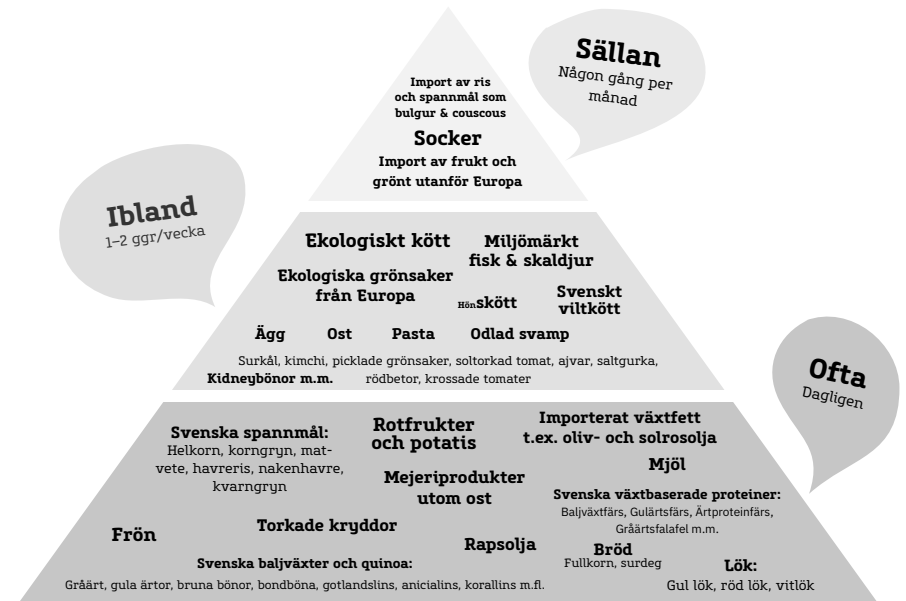 Sällan
Någon gång per
månad
Import av ris
och spannmål som
bulgur & couscous
Socker
Import av frukt och
grönt utanför Europa
Ibland
1–2 ggr/vecka
Ekologiskt kött
Miljömärkt
fisk & skaldjur
Ekologiska grönsaker
från Europa
Hönskött
Svenskt
viltkött
Ägg
Ost
Pasta
Odlad svamp
Surkål, kimchi, picklade grönsaker, soltorkad tomat, ajvar, saltgurka,
Kidneybönor m.m.
rödbetor, krossade tomater
Ofta
Dagligen
Svenska spannmål:
Helkorn, korngryn, mat-
vete, havreris, nakenhavre,
kvarngryn
Rotfrukter
och potatis
Importerat växtfett
t.ex. oliv- och solrosolja
Mjöl
Mejeriprodukter
utom ost
Svenska växtbaserade proteiner:
Baljväxtfärs, Gulärtsfärs, Ärtproteinfärs,
Gråärtsfalafel m.m.
Frön
Torkade kryddor
Rapsolja
Bröd
Fullkorn, surdeg
Svenska baljväxter och quinoa:
Gråärt, gula ärtor, bruna bönor, bondböna, gotlandslins, anicialins, korallins m.fl.
Lök:
Gul lök, röd lök, vitlök